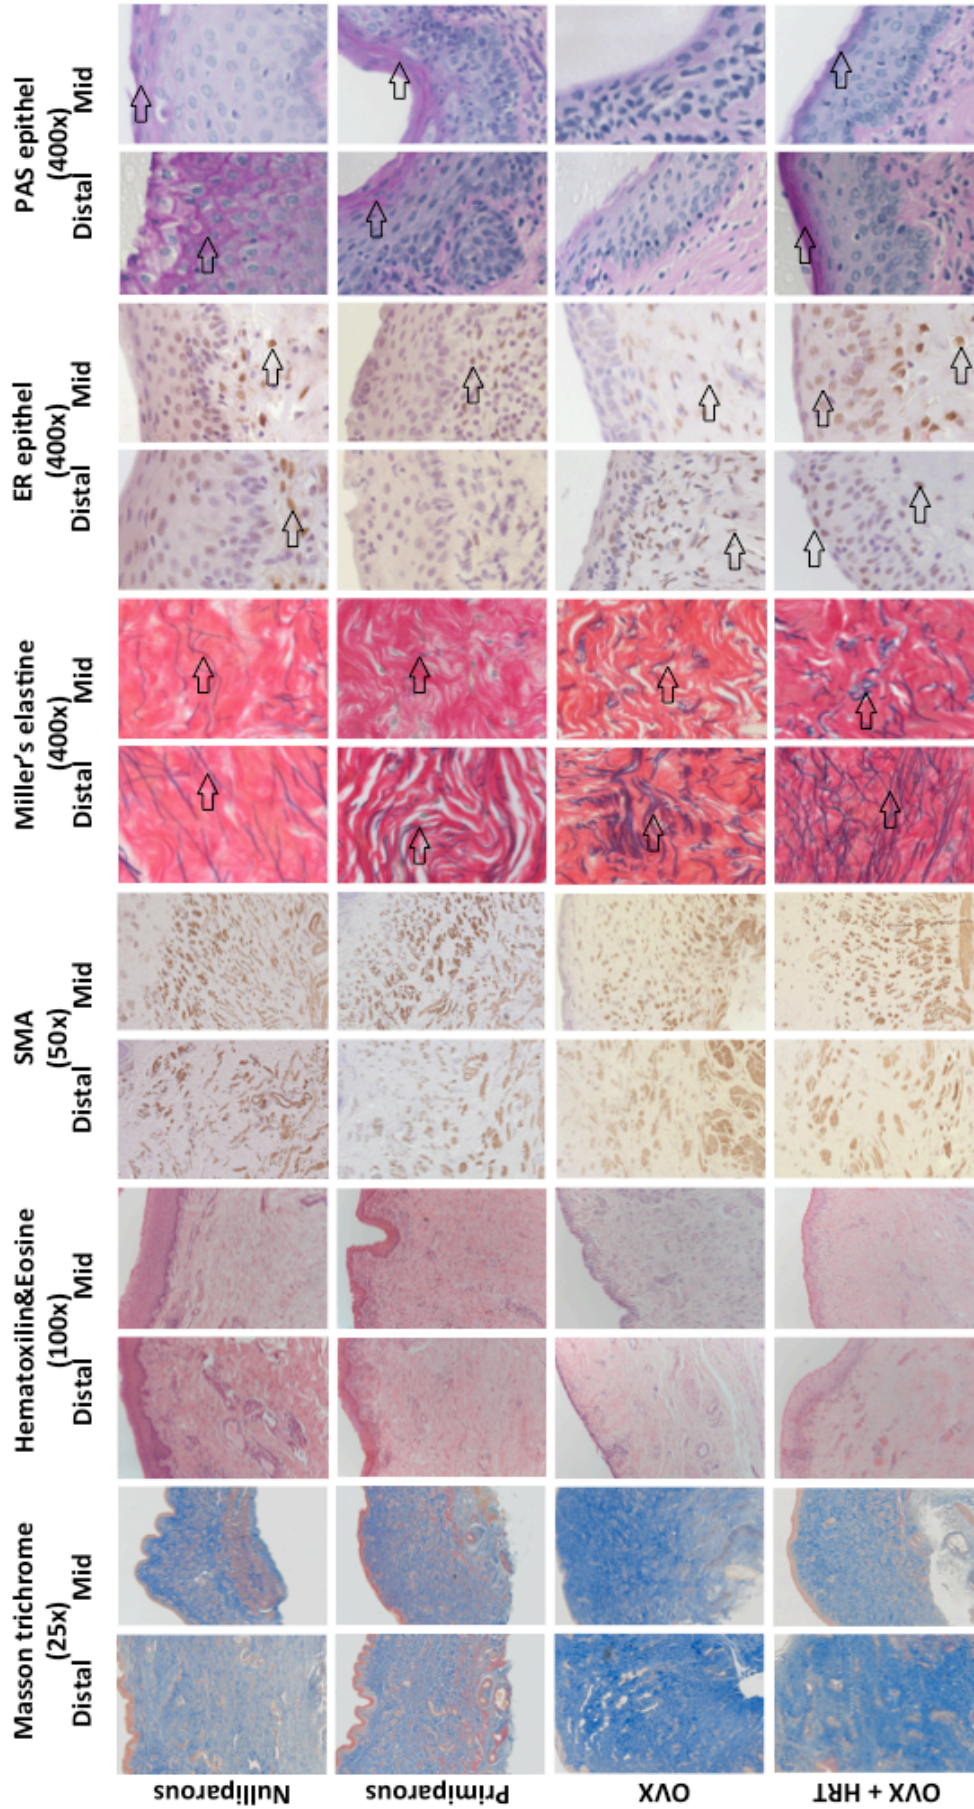 Masson trichrome
(25x)
Distal Mid
Hematoxilin&Eosine
(100x)
Distal Mid
SMA
(50x)
Distal Mid
Miller's elastine
(400x)
Distal Mid
ER epithel
(400x)
Distal Mid
PAS epithel
(400x)
Distal Mid
Nulliparous
Primiparous
OVX
OVX + HRT